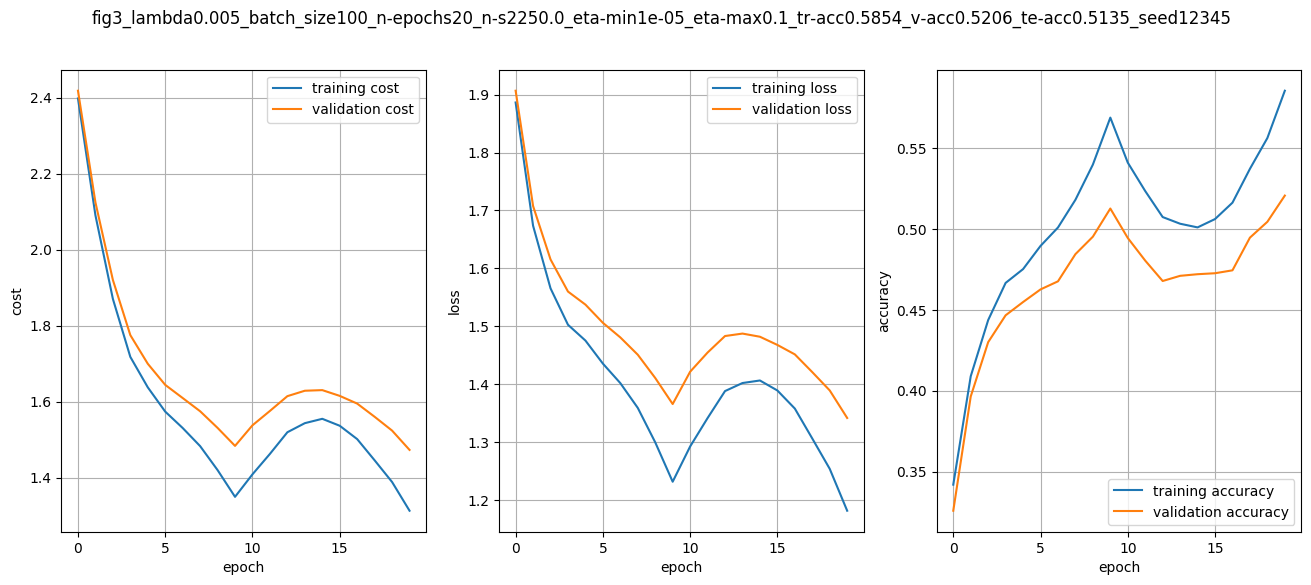 fig3_lambda0.005_batch_size100_n-epochs20_n-s2250.0_eta-min1e-05_eta-max0.1_tr-acc0.5854_v-acc0.5206_te-acc0.5135_seed12345
training cost
validation cost
2.4
2.2
2.0
1.8
1.6
1.4
cost
0
5
10
15
epoch
training loss
validation loss
1.9
1.8
1.7
1.6
1.5
1.4
1.3
1.2
loss
0
5
10
15
epoch
0.55
0.50
0.45
0.40
0.35
accuracy
training accuracy
validation accuracy
0
5
10
15
epoch